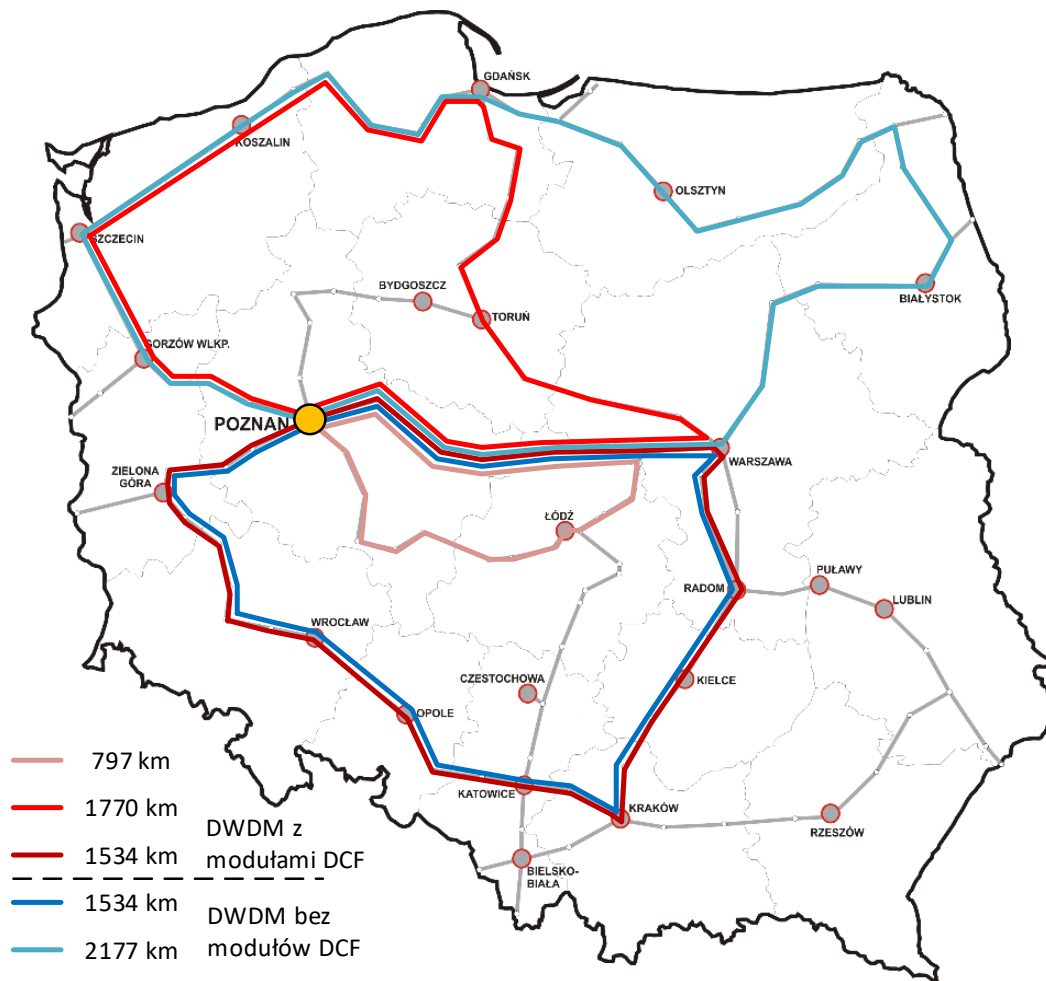 GDAŃSK
KOSZALIN
OLSZTYN
SZCZECIN
BYDGOSZCZ
BIAŁYSTOK
TORUŃ
GORZÓW WLKP.
POZNAN
WARSZAWA
ZIELONA
GÓRA
ŁÓDŹ
PUŁAWY
RADOM
LUBLIN
WROCŁAW
CZESTOCHOWA
KIELCE
OPOLE
KATOWICE
KRAKÓW
RZESZÓW
BIELSKO-
BIAŁA
797 km
1770 km
1534 km
DWDM z
modułami DCF
1534 km
2177 km
DWDM bez
modułów DCF